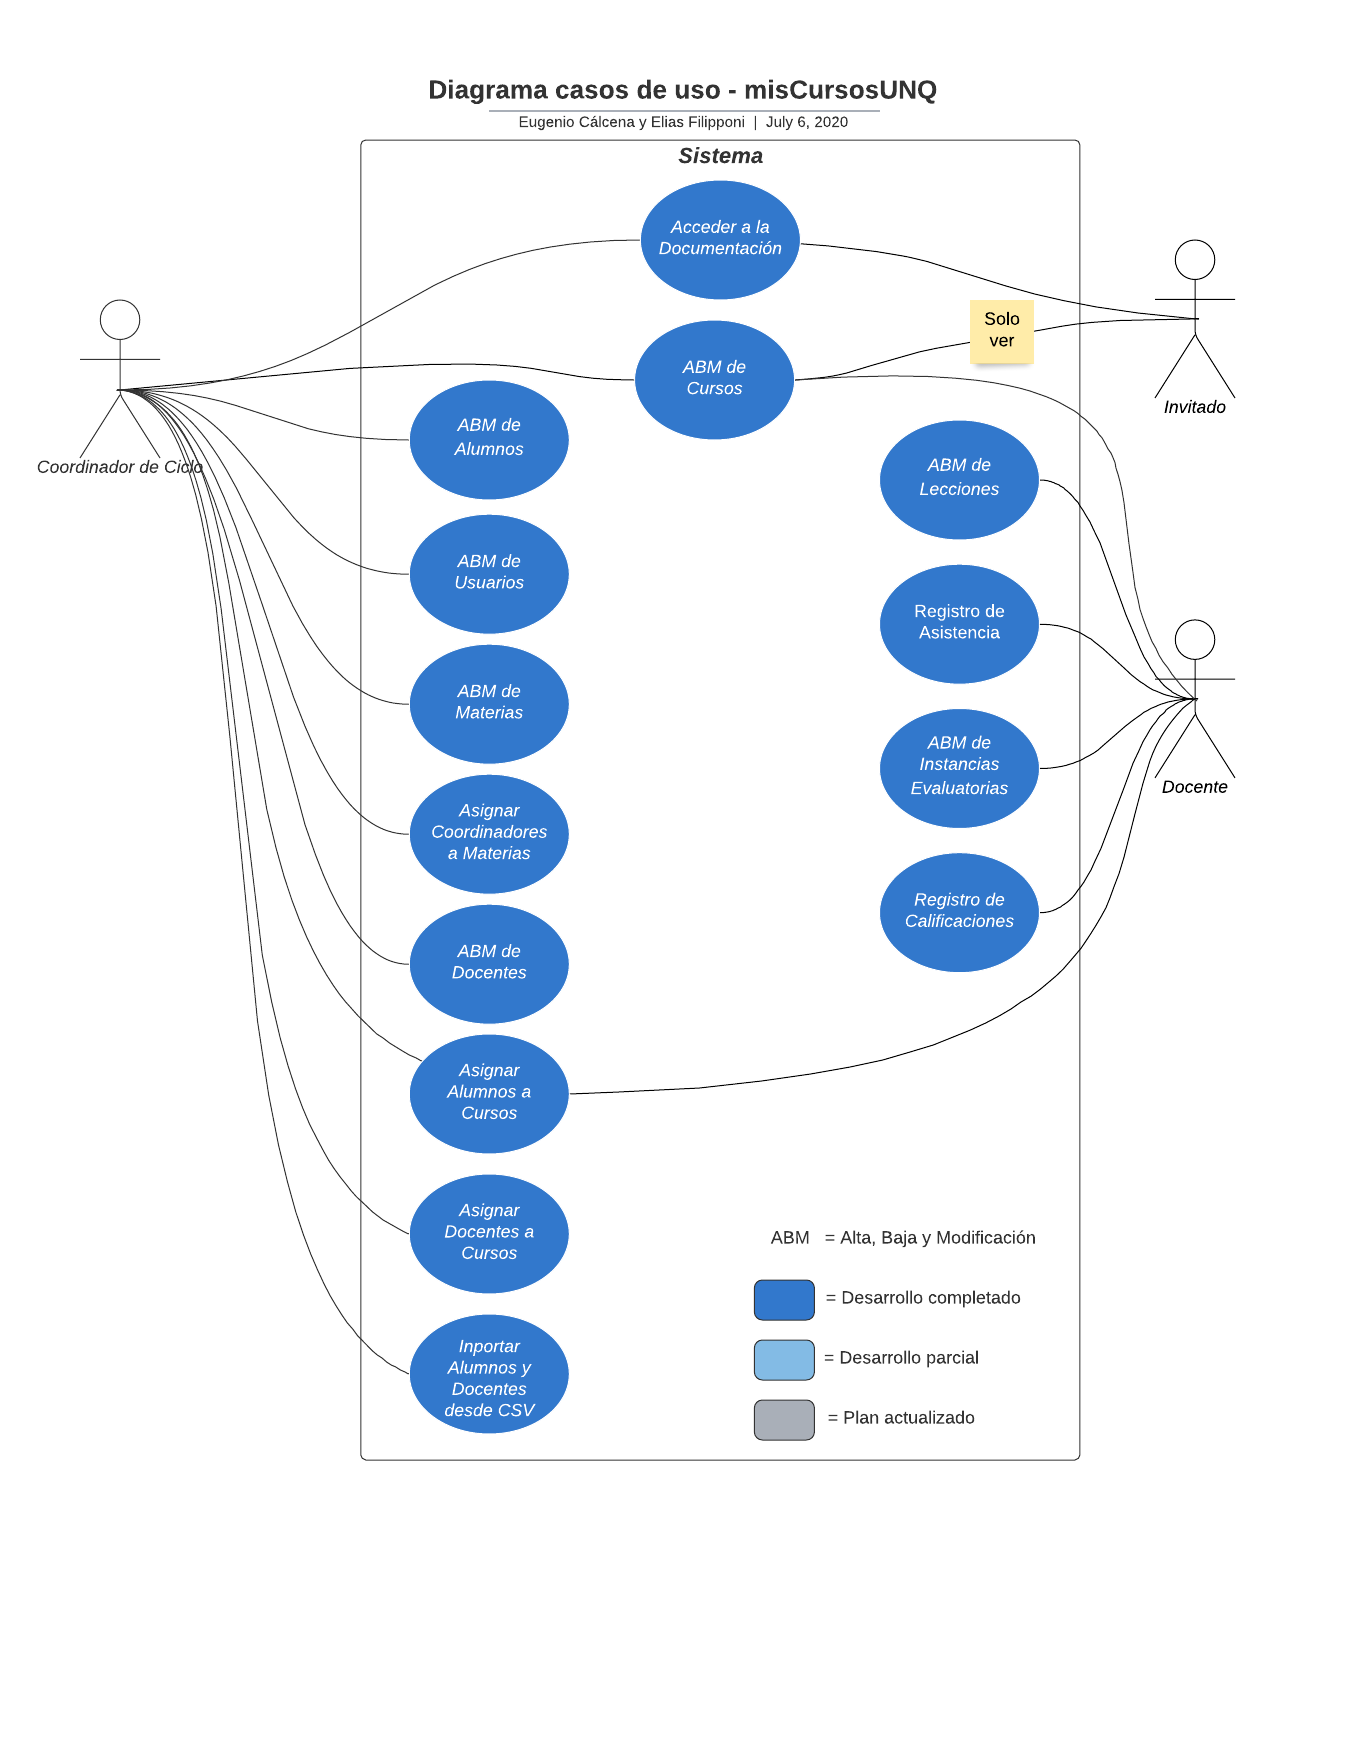 Diagrama casos de uso - misCursosUNQ
Eugenio Cálcena y Elias Filipponi | July 6, 2020
Sistema
Acceder a la
Documentación
Solo
ver
ABM de
Cursos
Invitado
Coordinador de Ciclo
ABM de
Alumnos
ABM de
Lecciones
ABM de
Usuarios
Registro de
Asistencia
ABM de
Materias
ABM de
Instancias
Evaluatorias
Docente
Asignar
Coordinadores
a Materias
Registro de
Calificaciones
ABM de
Docentes
Asignar
Alumnos a
Cursos
Asignar
Docentes a
Cursos
ABM = Alta, Baja y Modificación
= Desarrollo completado
Inportar
Alumnos y
Docentes
desde CSV
= Desarrollo parcial
= Plan actualizado